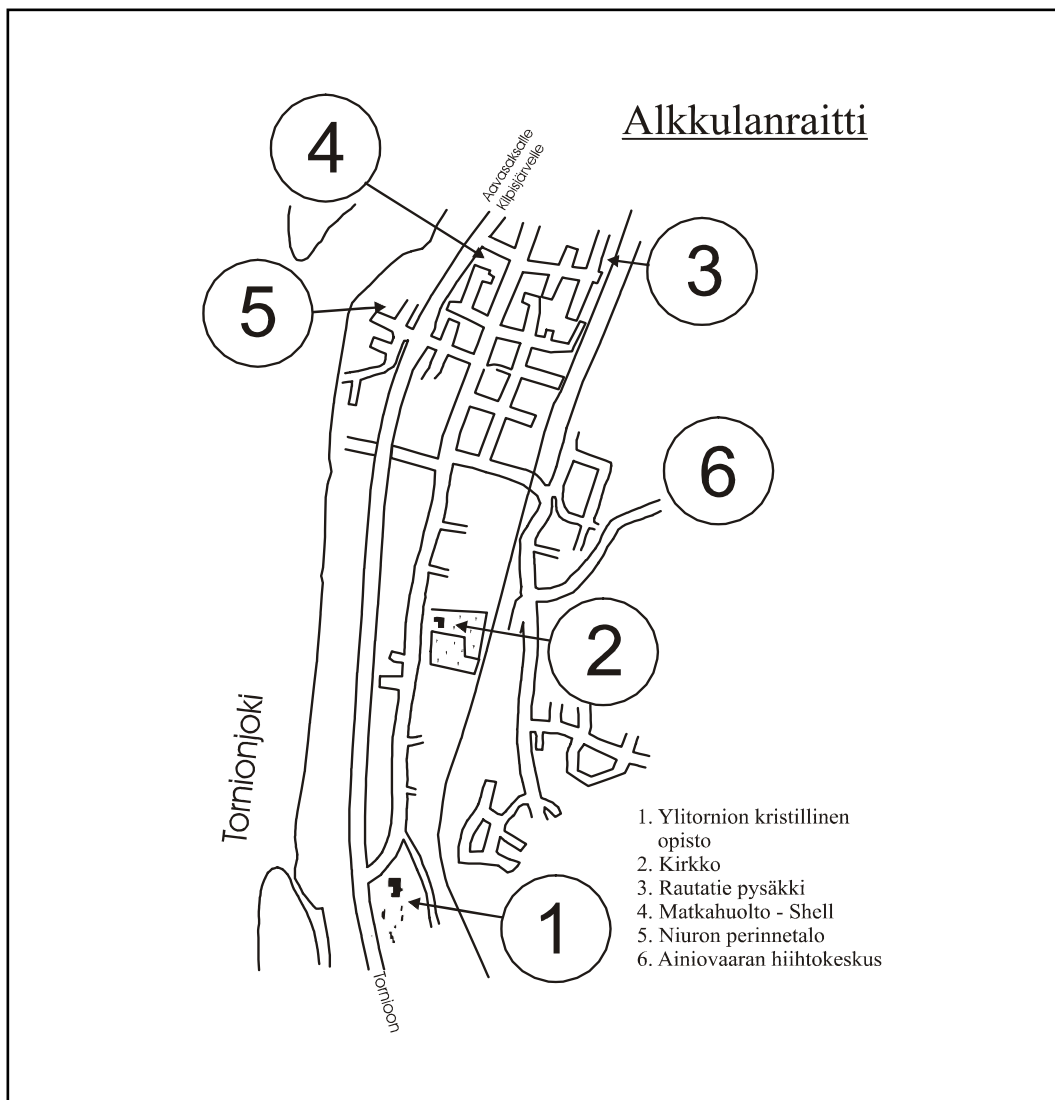 Alkkulanraitti
4
Aavasaksalle
Kilpisjärvelle
3
5
6
2
Tornionjoki
1. Ylitornion kristillinen
opisto
2. Kirkko
3. Rautatie pysäkki
4. Matkahuolto - Shell
5. Niuron perinnetalo
6. Ainiovaaran hiihtokeskus
1
Tornioon